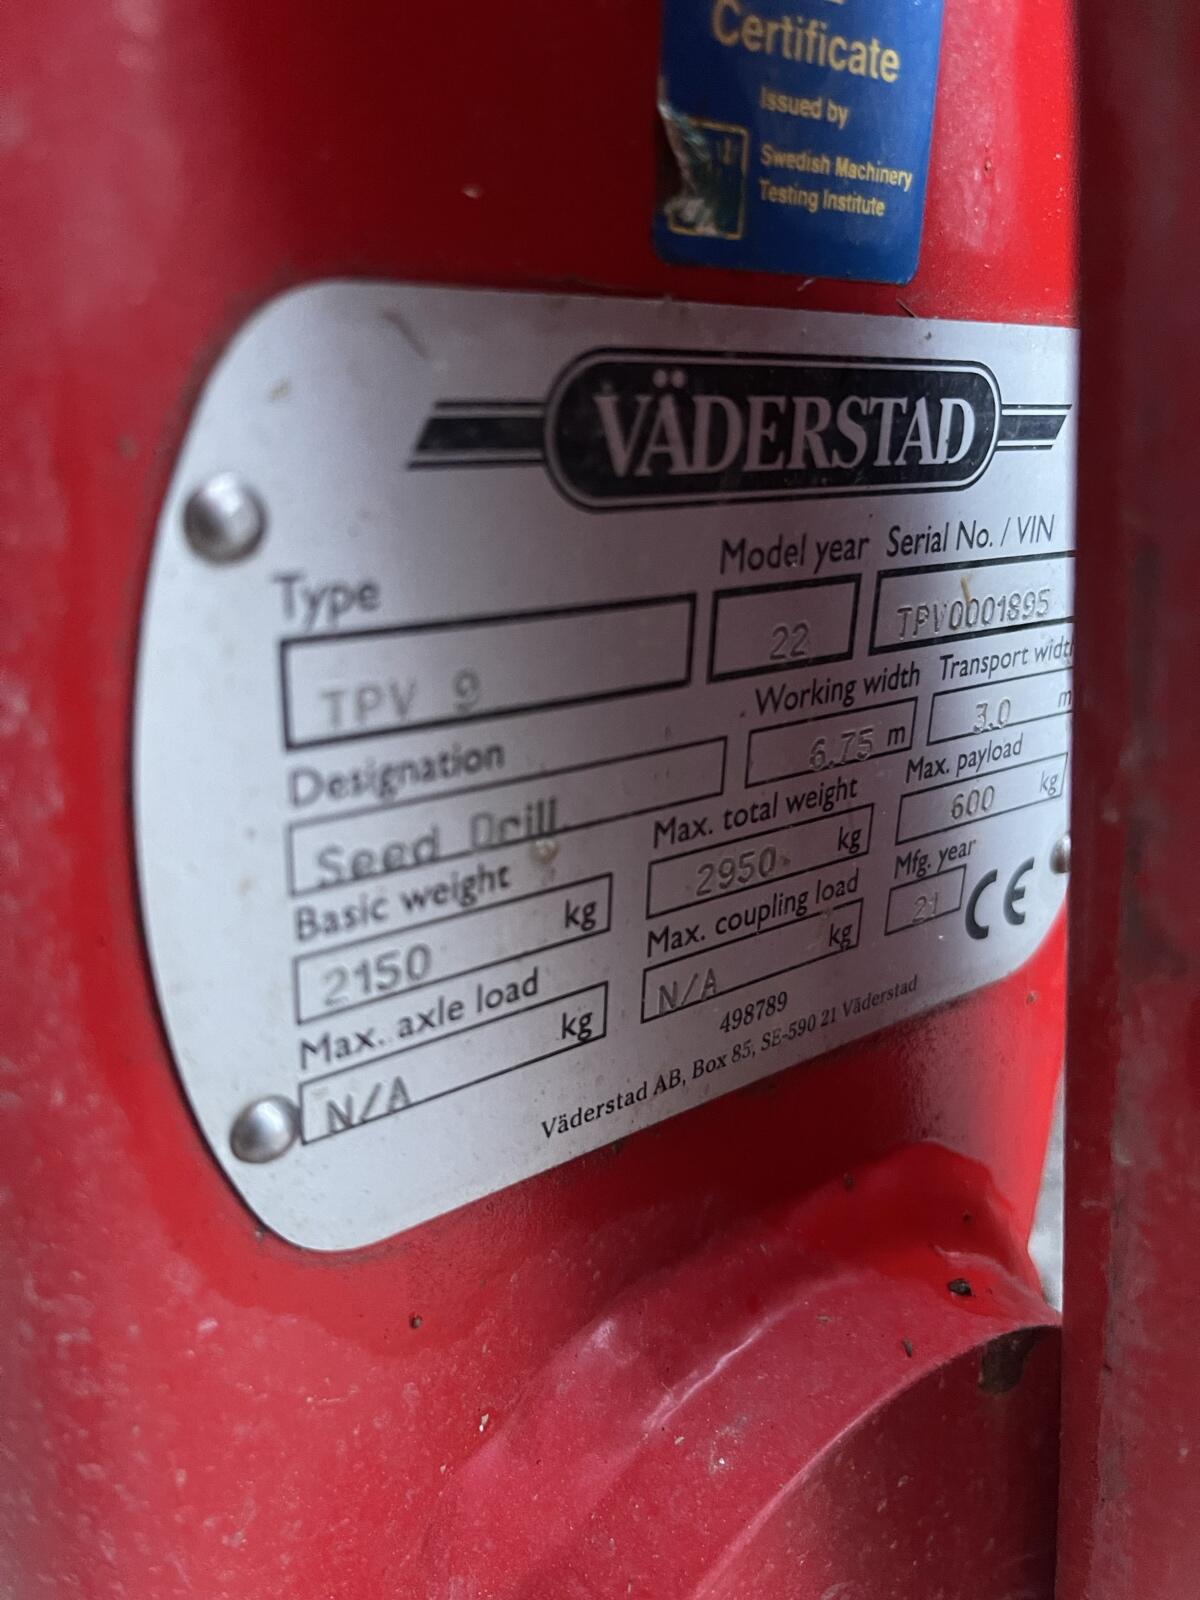 Certificate
Issued by
Swedish Machinery
Testing Institute
VÄDERSTAD
Type
Model year
Serial No. / VIN
TPV 9
22
TPV0001895
Designation
Working width
Transport width
Seed Drill
6.75 m
3.0 m
Basic weight
Max. total weight
Max. payload
2150 kg
2950 kg
600 kg
Max. axle load
Max. coupling load
Mfg. year
N/A kg
N/A kg
21
CE
498789
Väderstad AB, Box 85, SE-590 21 Väderstad